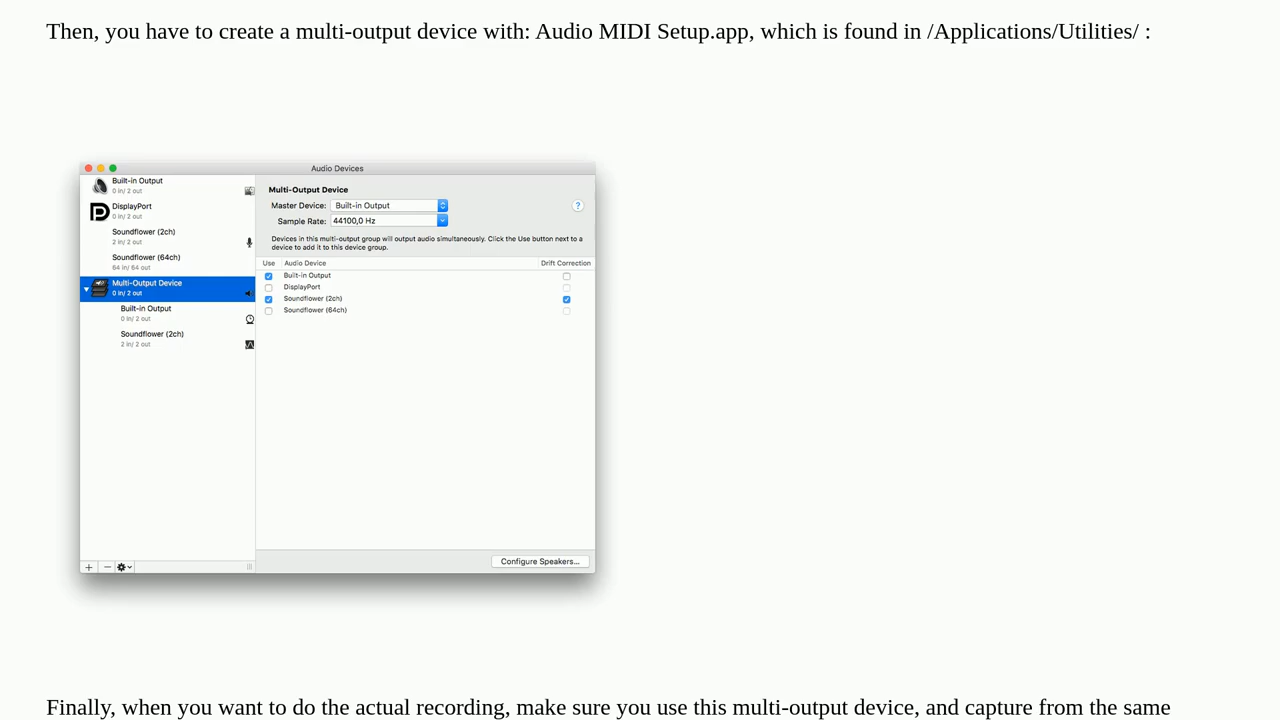 Then, you have to create a multi-output device with: Audio MIDI Setup.app, which is found in /Applications/Utilities/ :
Audio Devices
Built-in Output
0 in/ 2 out
DisplayPort
0 in/ 2 out
Soundflower (2ch)
2 in/ 2 out
Soundflower (64ch)
64 in/ 64 out
Multi-Output Device
0 in/ 2 out
Built-in Output
0 in/ 2 out
Soundflower (2ch)
2 in/ 2 out
Multi-Output Device
Master Device: Built-in Output
?
Sample Rate: 44100,0 Hz
Devices in this multi-output group will output audio simultaneously. Click the Use button next to a
device to add it to this device group.
Use Audio Device Drift Correction
Built-in Output
DisplayPort
Soundflower (2ch)
Soundflower (64ch)
Configure Speakers...
Finally, when you want to do the actual recording, make sure you use this multi-output device, and capture from the same